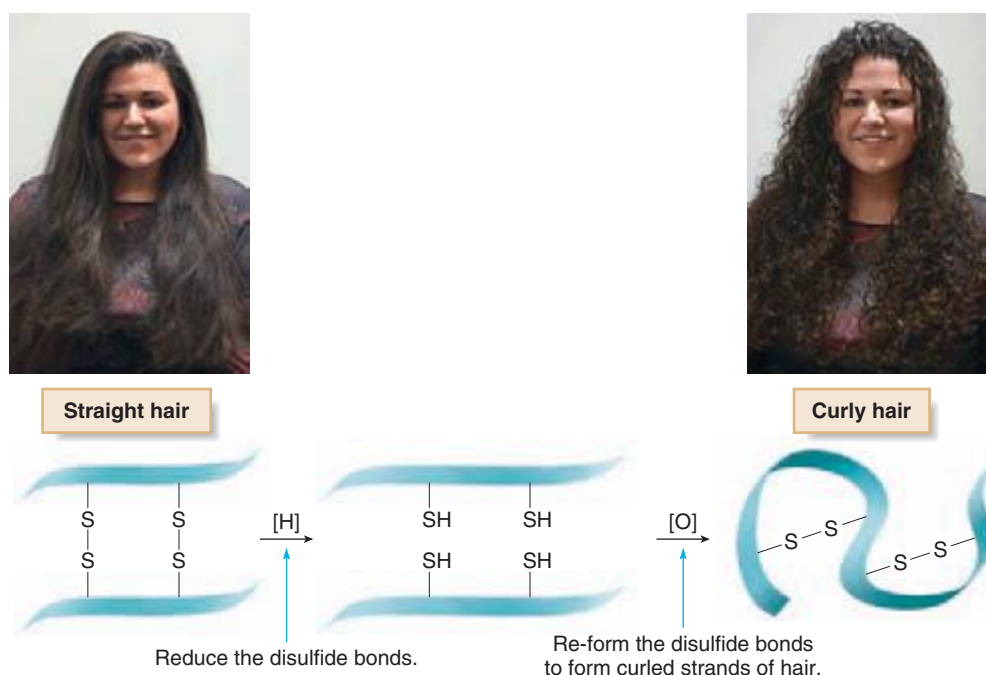 Straight hair
Curly hair
S
S
[H]
SH
SH
[O]
S
S
S
S
SH
SH
S
S
Reduce the disulfide bonds.
Re-form the disulfide bonds
to form curled strands of hair.